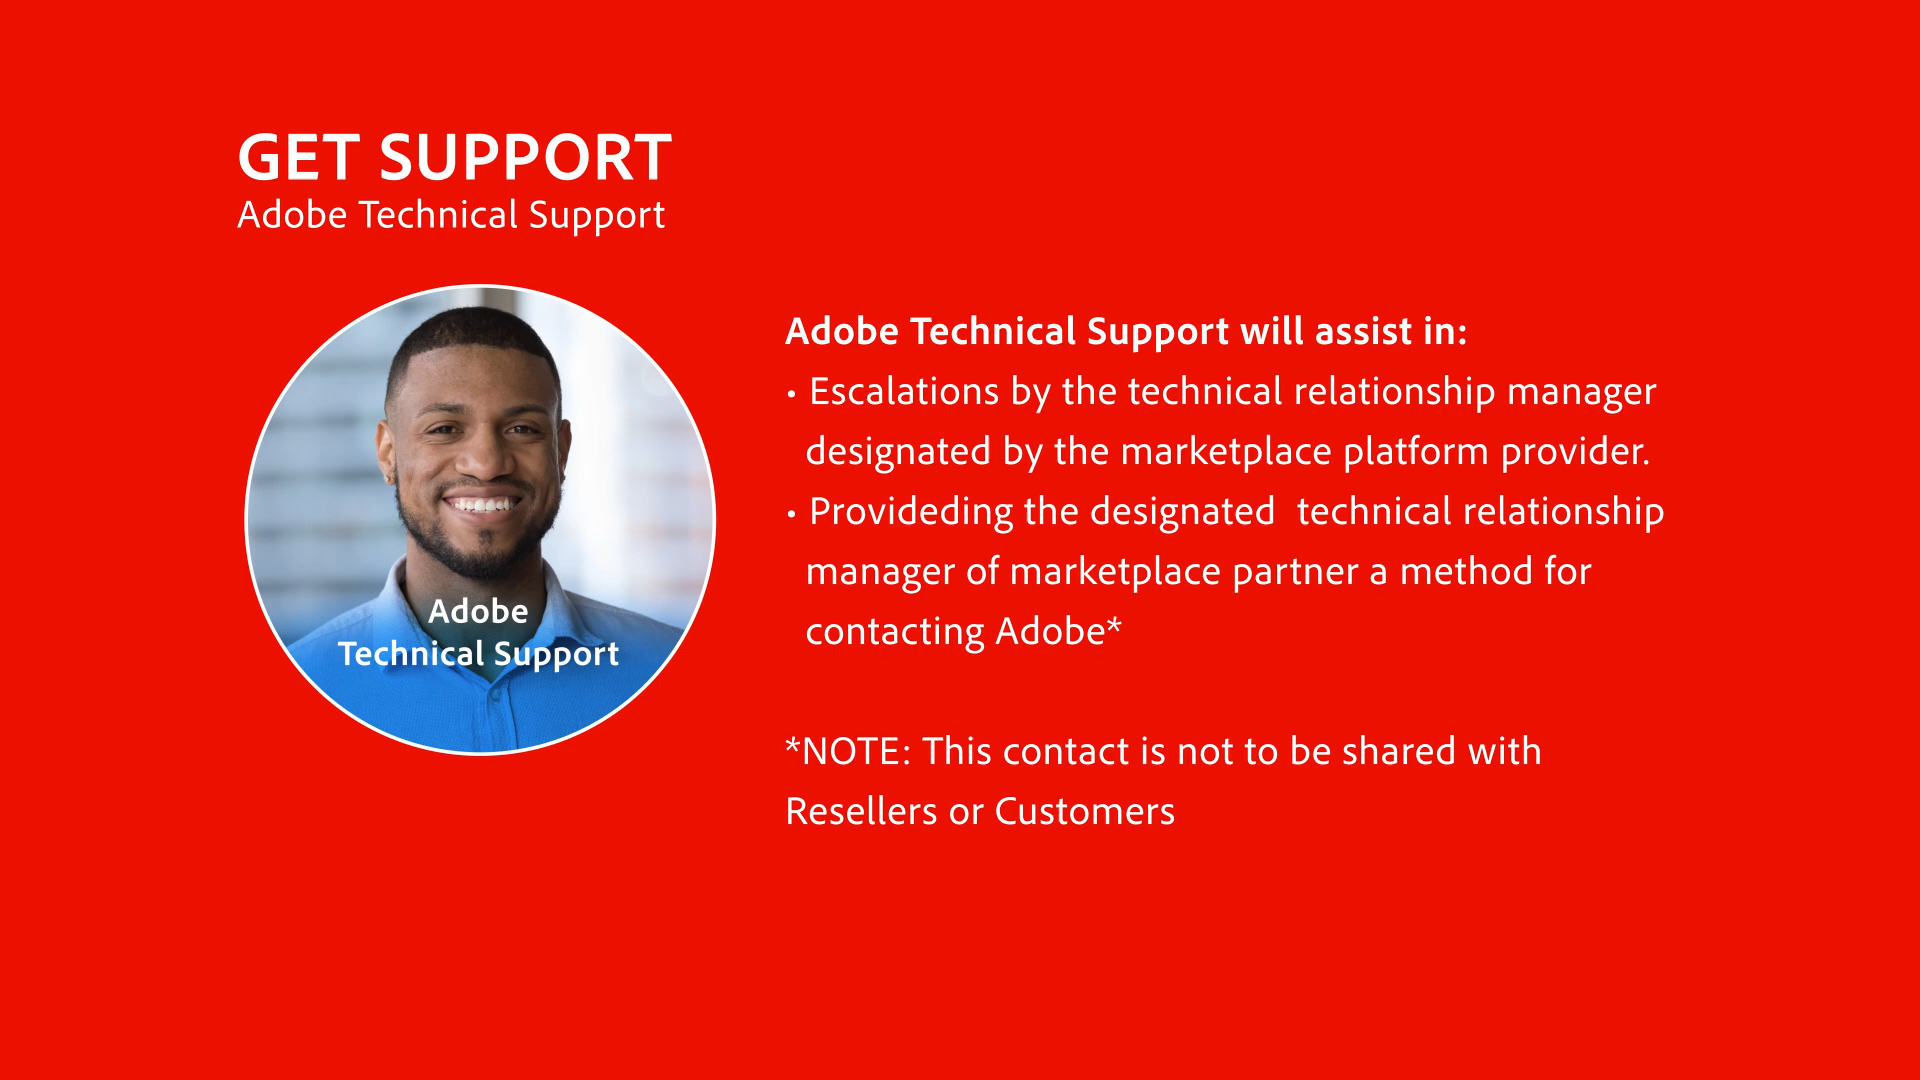 GET SUPPORT
Adobe Technical Support
Adobe
Technical Support
Adobe Technical Support will assist in:
• Escalations by the technical relationship manager
designated by the marketplace platform provider.
• Provideding the designated  technical relationship
manager of marketplace partner a method for
contacting Adobe*
*NOTE: This contact is not to be shared with
Resellers or Customers